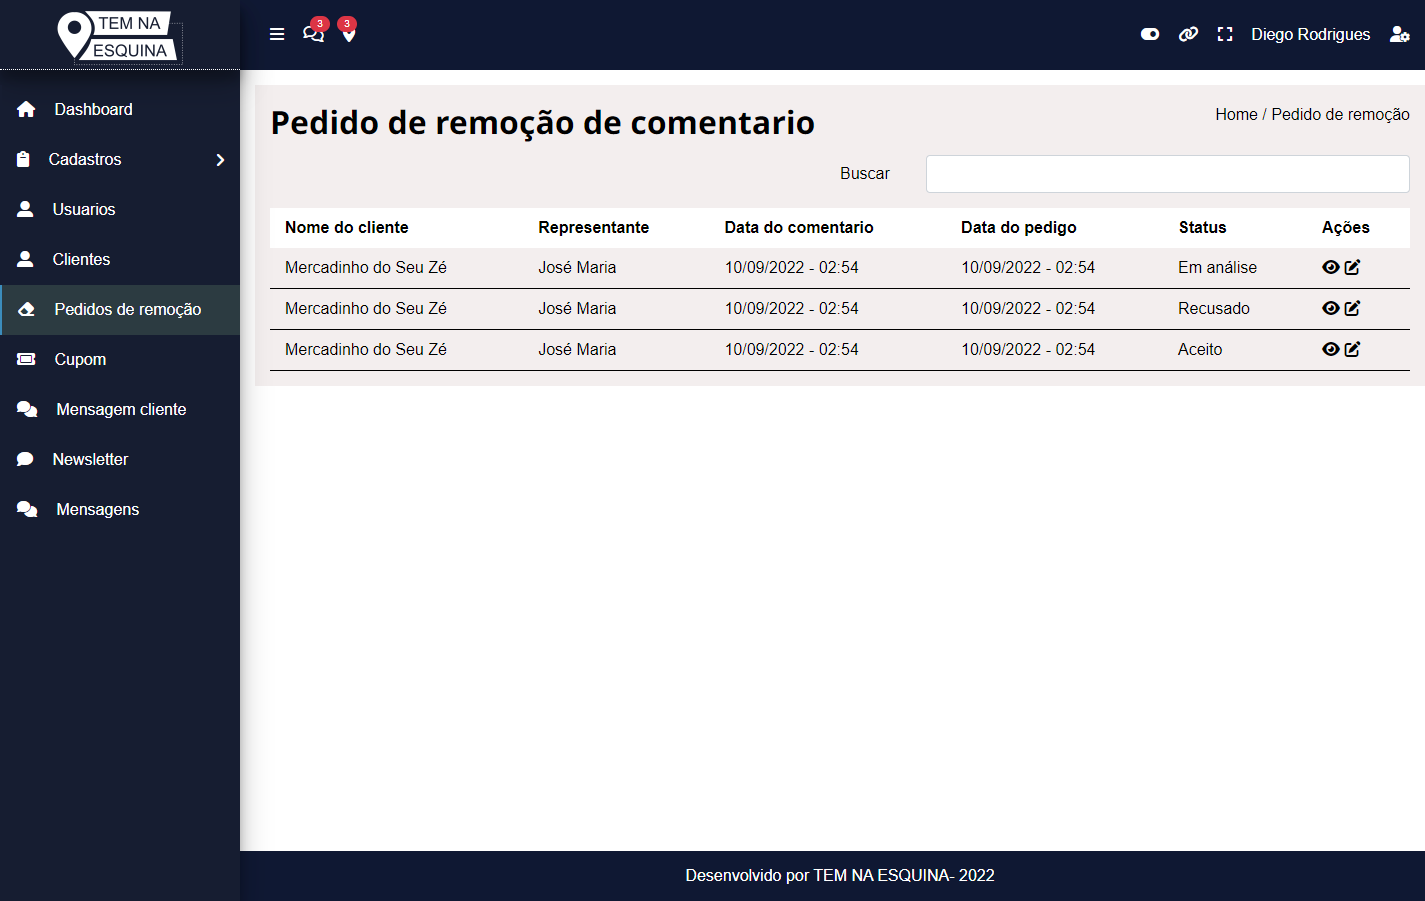 TEM NA
ESQUINA
3
3
Diego Rodrigues
Dashboard
Cadastros
Usuarios
Clientes
Pedidos de remoção
Cupom
Mensagem cliente
Newsletter
Mensagens
Pedido de remoção de comentario
Home / Pedido de remoção
Buscar
Nome do cliente Representante Data do comentario Data do pedigo Status Ações
Mercadinho do Seu Zé José Maria 10/09/2022 - 02:54 10/09/2022 - 02:54 Em análise
Mercadinho do Seu Zé José Maria 10/09/2022 - 02:54 10/09/2022 - 02:54 Recusado
Mercadinho do Seu Zé José Maria 10/09/2022 - 02:54 10/09/2022 - 02:54 Aceito
Desenvolvido por TEM NA ESQUINA- 2022